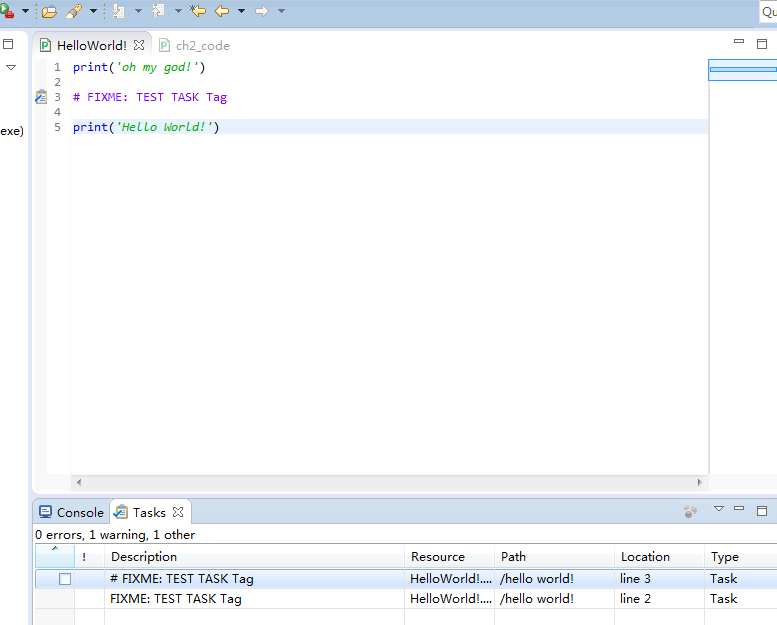 Qu
HelloWorld!
ch2_code
1 print('oh my god!')
2
3 # FIXME: TEST TASK Tag
4
exe)
5 print('Hello World!')
Console
Tasks
0 errors, 1 warning, 1 other
! Description Resource Path Location Type
# FIXME: TEST TASK Tag HelloWorld!.... /hello world! line 3 Task
FIXME: TEST TASK Tag HelloWorld!.... /hello world! line 2 Task